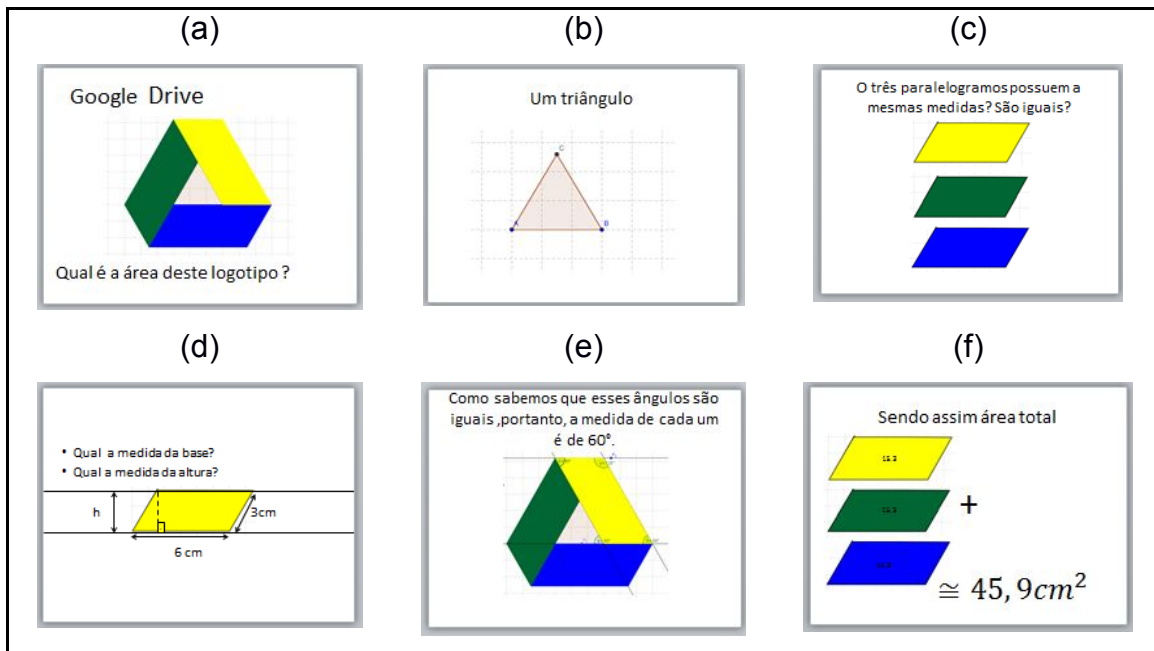 (a)
(b)
(c)
Google Drive
Qual é a área deste logotipo ?
Um triângulo
C
A
B
O três paralelogramos possuem a
mesmas medidas? São iguais?
(d)
(e)
(f)
• Qual a medida da base?
• Qual a medida da altura?
h
3cm
6 cm
Como sabemos que esses ângulos são
iguais ,portanto, a medida de cada um
é de 60°.
Sendo assim área total
+
≅ 45, 9cm²